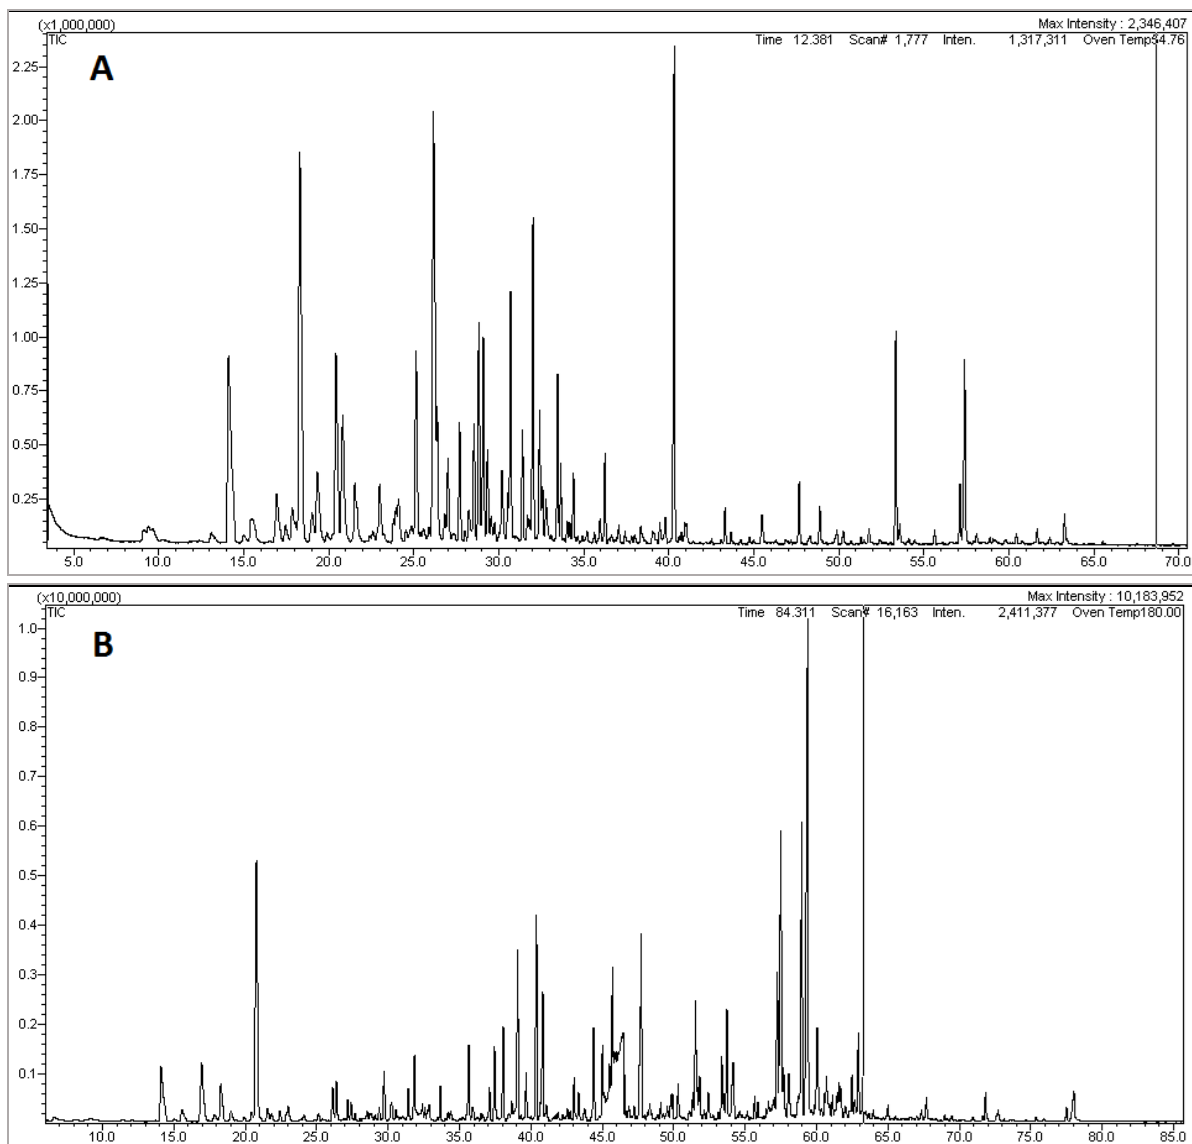 (x1,000,000)
Max Intensity : 2,346,407
TIC
Time 12.381 Scan# 1,777 Inten. 1,317,311 Oven Temp 54.76
A
2.25
2.00
1.75
1.50
1.25
1.00
0.75
0.50
0.25
5.0 10.0 15.0 20.0 25.0 30.0 35.0 40.0 45.0 50.0 55.0 60.0 65.0 70.0
(x10,000,000)
Max Intensity : 10,183,952
TIC
Time 84.311 Scan# 16,163 Inten. 2,411,377 Oven Temp 180.00
B
1.0
0.9
0.8
0.7
0.6
0.5
0.4
0.3
0.2
0.1
10.0 15.0 20.0 25.0 30.0 35.0 40.0 45.0 50.0 55.0 60.0 65.0 70.0 75.0 80.0 85.0